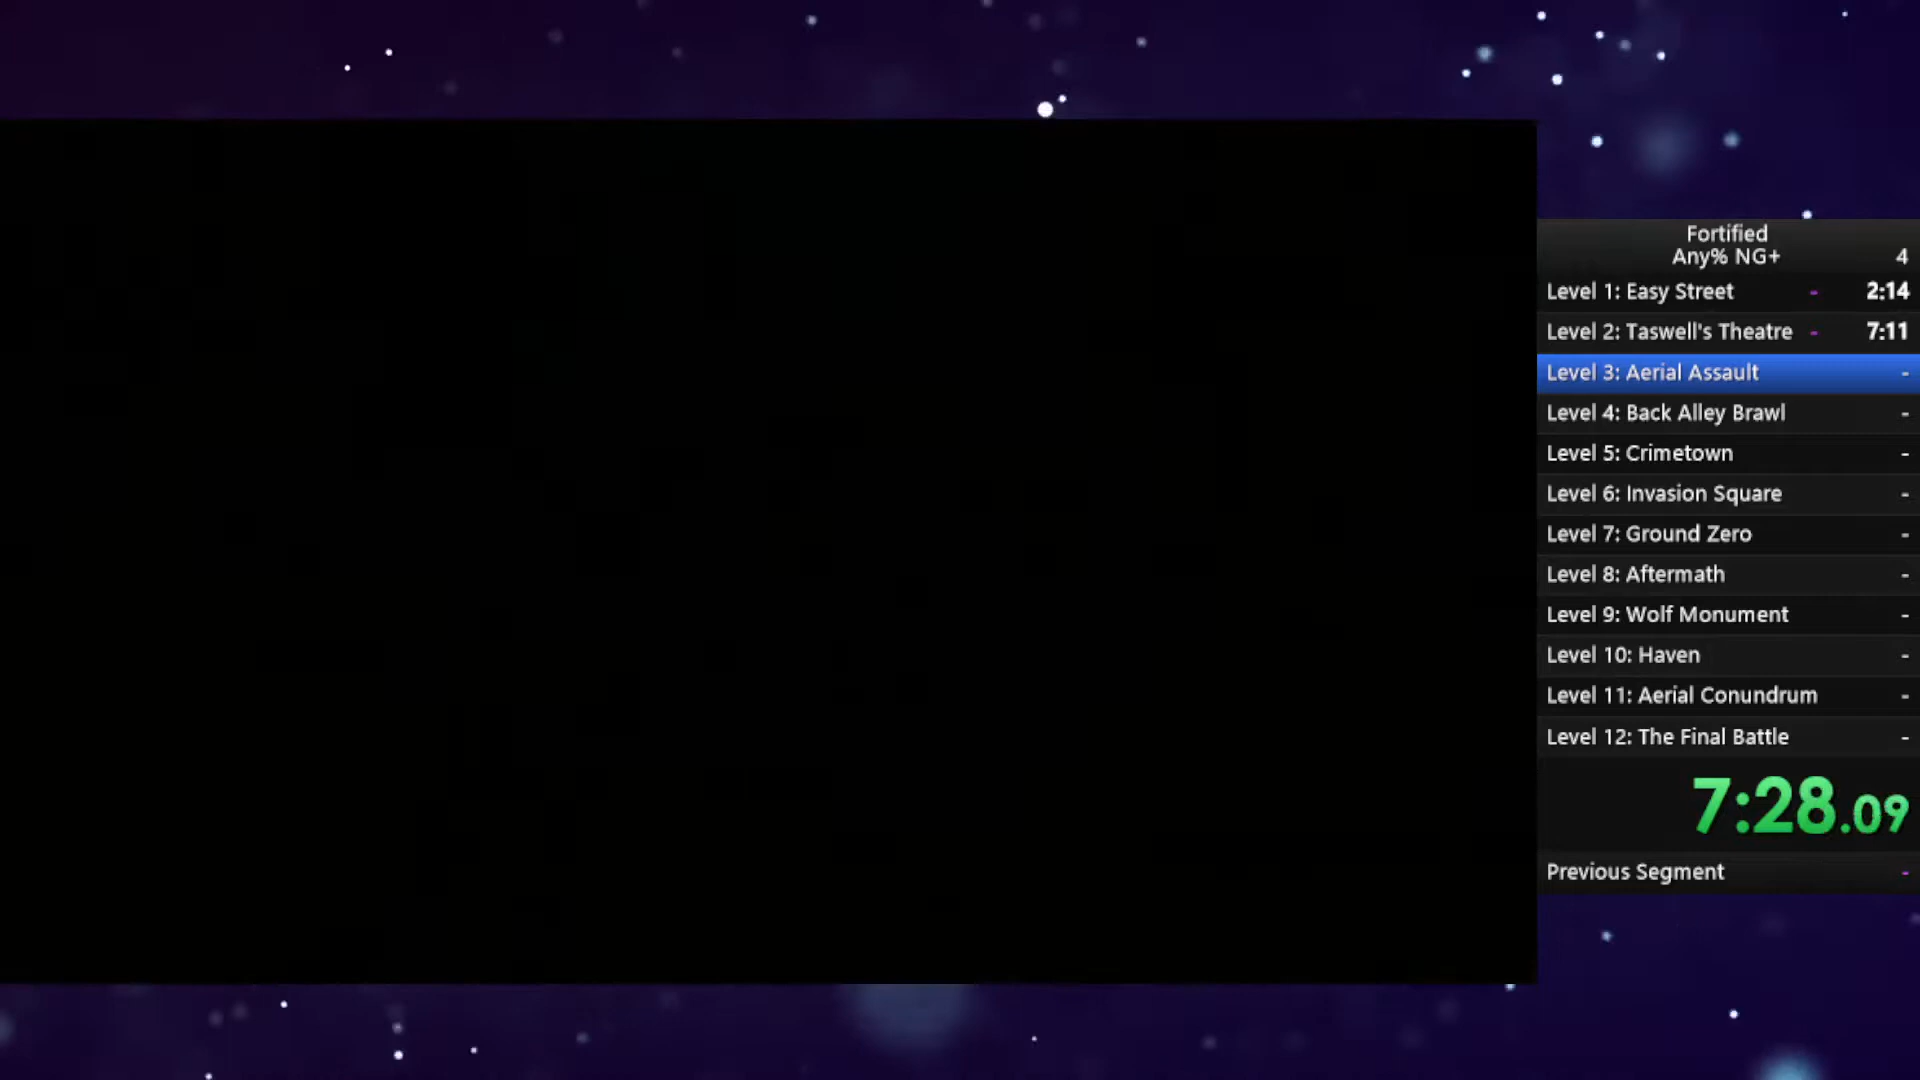 Fortified
Any% NG+ 4
Level 1: Easy Street - 2:14
Level 2: Taswell's Theatre - 7:11
Level 3: Aerial Assault -
Level 4: Back Alley Brawl -
Level 5: Crimetown -
Level 6: Invasion Square -
Level 7: Ground Zero -
Level 8: Aftermath -
Level 9: Wolf Monument -
Level 10: Haven -
Level 11: Aerial Conundrum -
Level 12: The Final Battle -
7:28.09
Previous Segment -